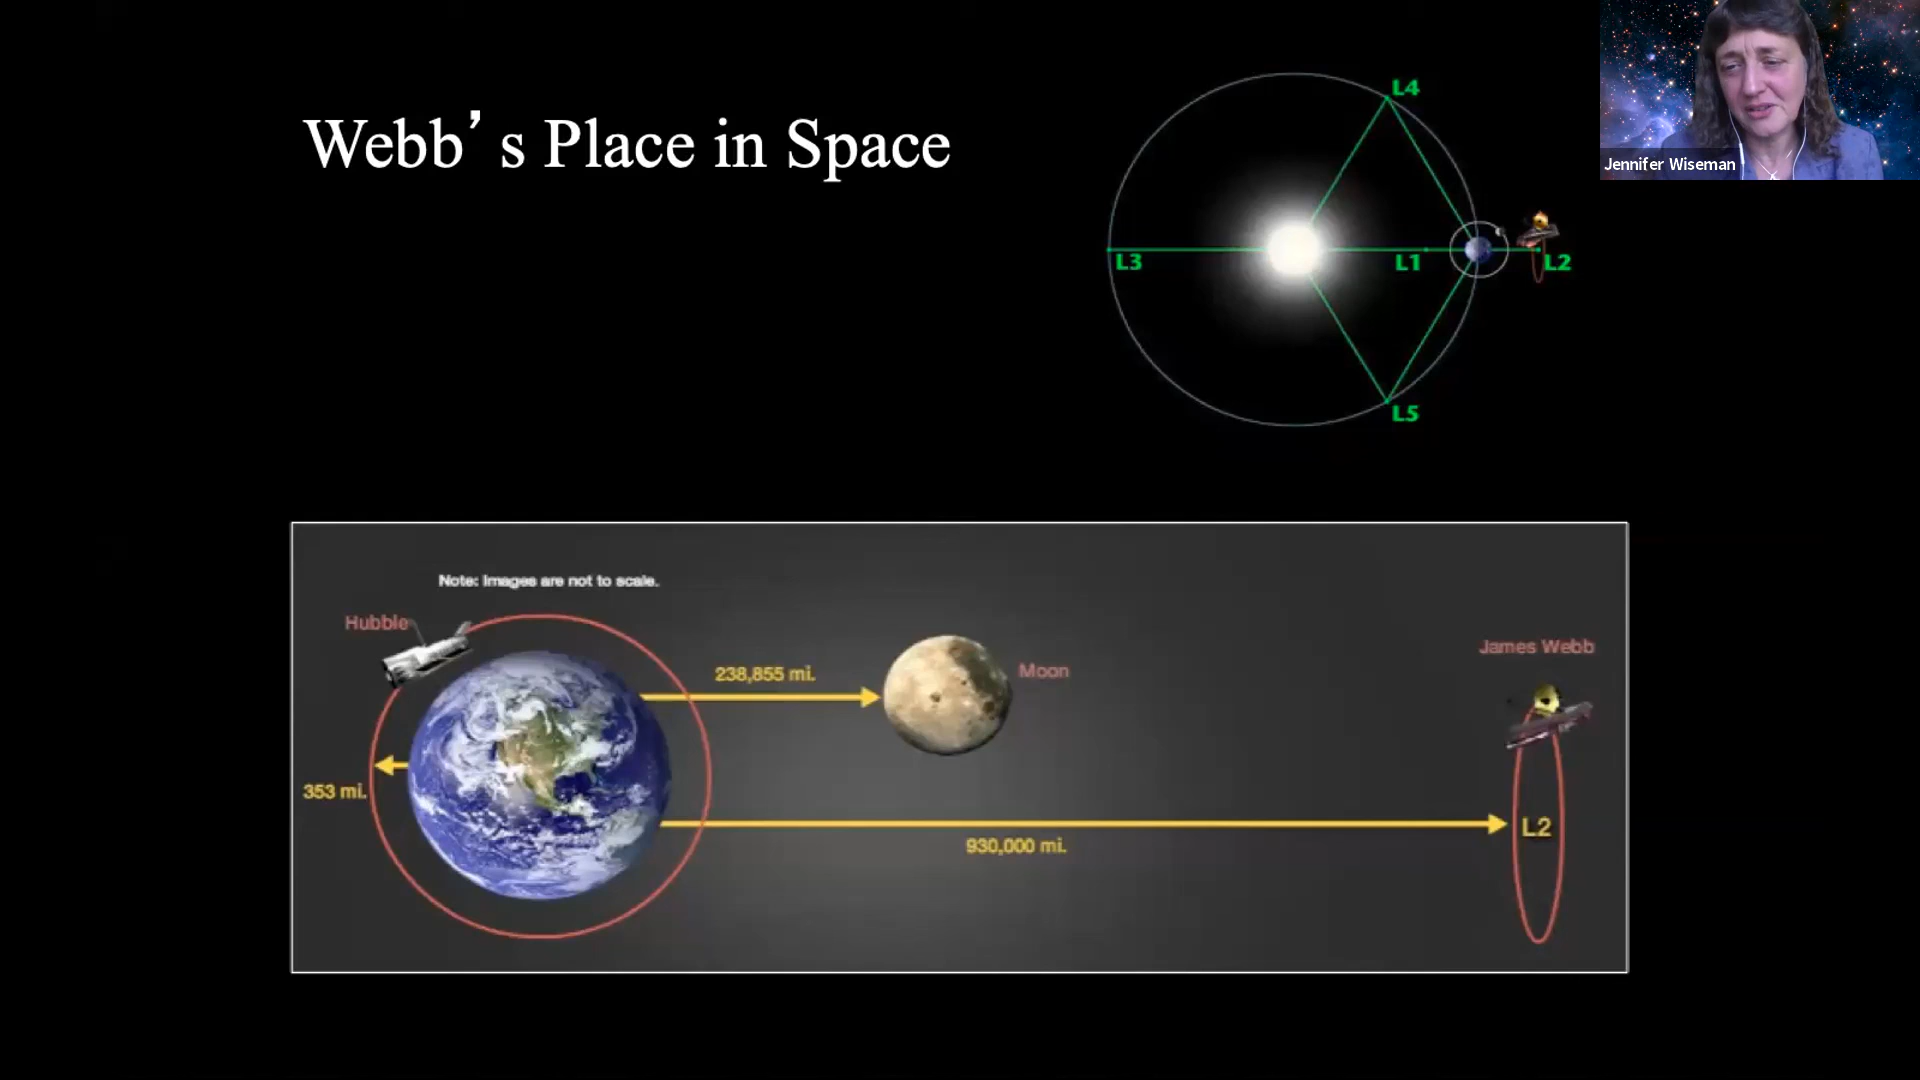 Webb’s Place in Space
L4
L3
L1
L2
L5
Jennifer Wiseman
Note: Images are not to scale.
Hubble
238,855 mi.
Moon
James Webb
353 mi.
930,000 mi.
L2